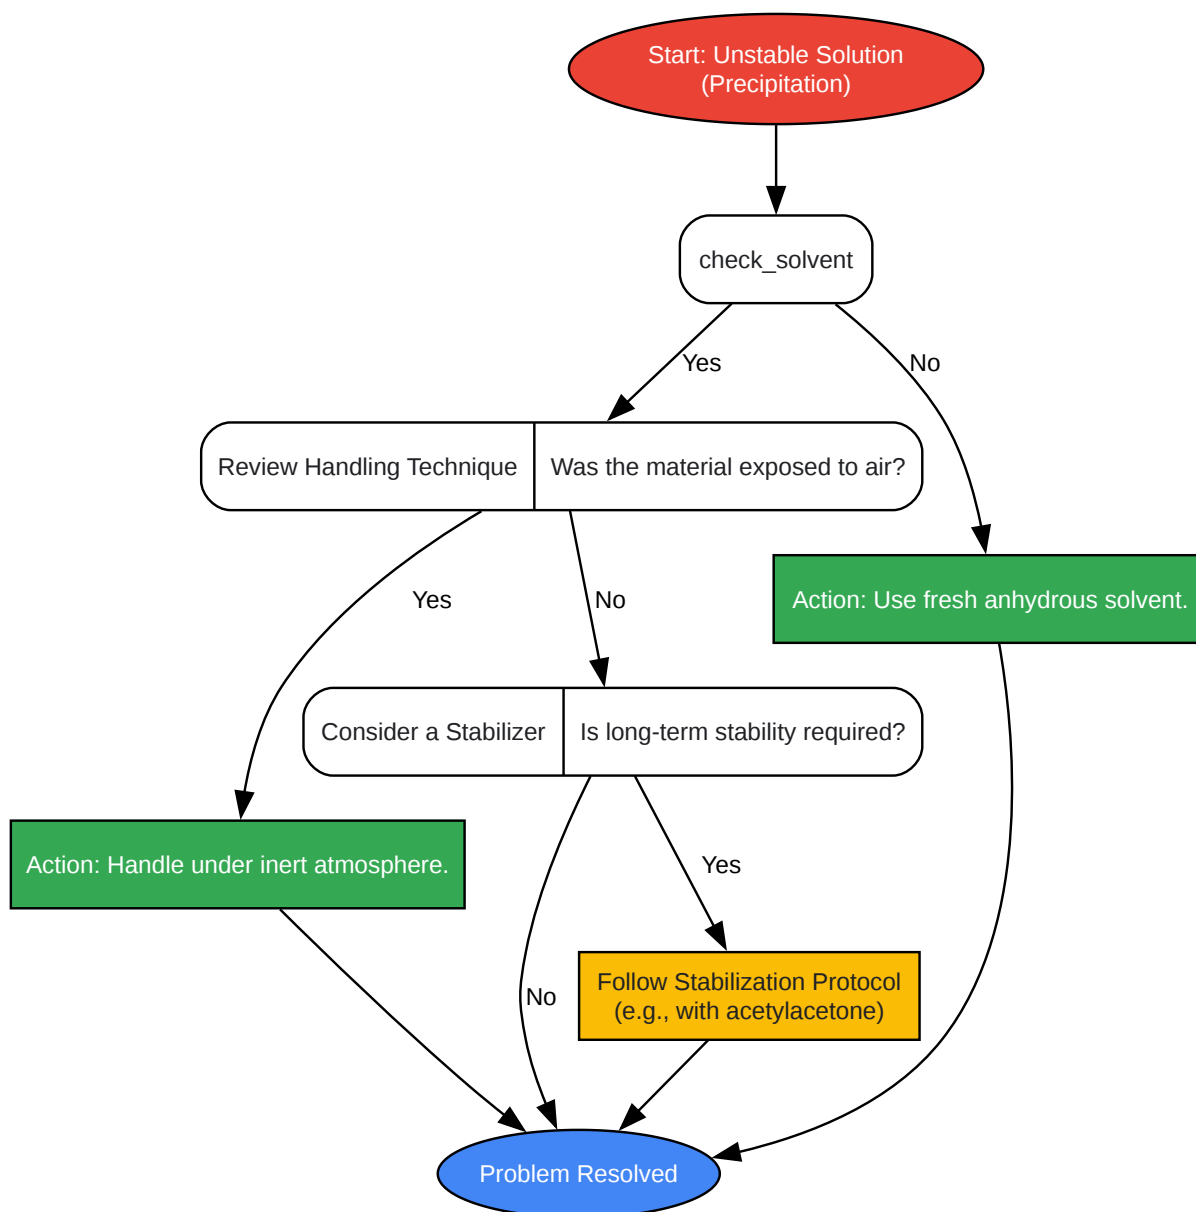 Start: Unstable Solution
(Precipitation)
check_solvent
Yes
No
Review Handling Technique
Was the material exposed to air?
Yes
No
Action: Use fresh anhydrous solvent.
Consider a Stabilizer
Is long-term stability required?
Action: Handle under inert atmosphere.
Yes
No
Follow Stabilization Protocol
(e.g., with acetylacetone)
Problem Resolved